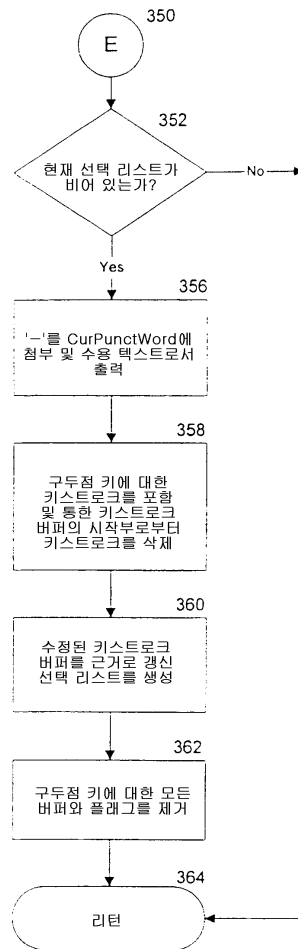 350
E
352
현재 선택 리스트가
비어 있는가?
No
Yes
356
'–'를 CurPunctWord에
첨부 및 수용 텍스트로서
출력
358
구두점 키에 대한
키스트로크를 포함
및 통한 키스트로크
버퍼의 시작부로부터
키스트로크를 삭제
360
수정된 키스트로크
버퍼를 근거로 갱신
선택 리스트를 생성
362
구두점 키에 대한 모든
버퍼와 플래그를 제거
364
리턴